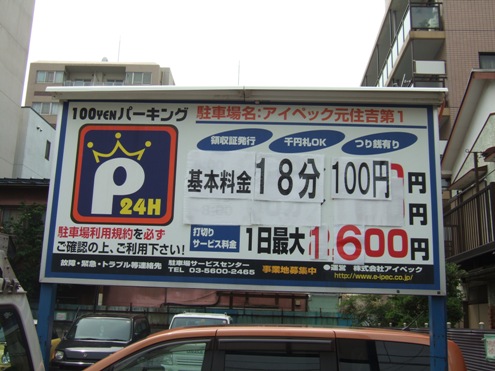 100YENパーキング
駐車場名:アイペック元住吉第1
領収証発行 千円札OK つり銭有り
P
24H
基本料金 18分 100円 円
円
打切り
サービス料金 1日最大 1,600円 円
駐車場利用規約を必ず
ご確認の上、ご利用下さい!
故障・緊急・トラブル等連絡先 駐車場サービスセンター
TEL 03-5600-2465 事業地募集中
●運営 株式会社アイペック
http://www.e-ipec.co.jp/